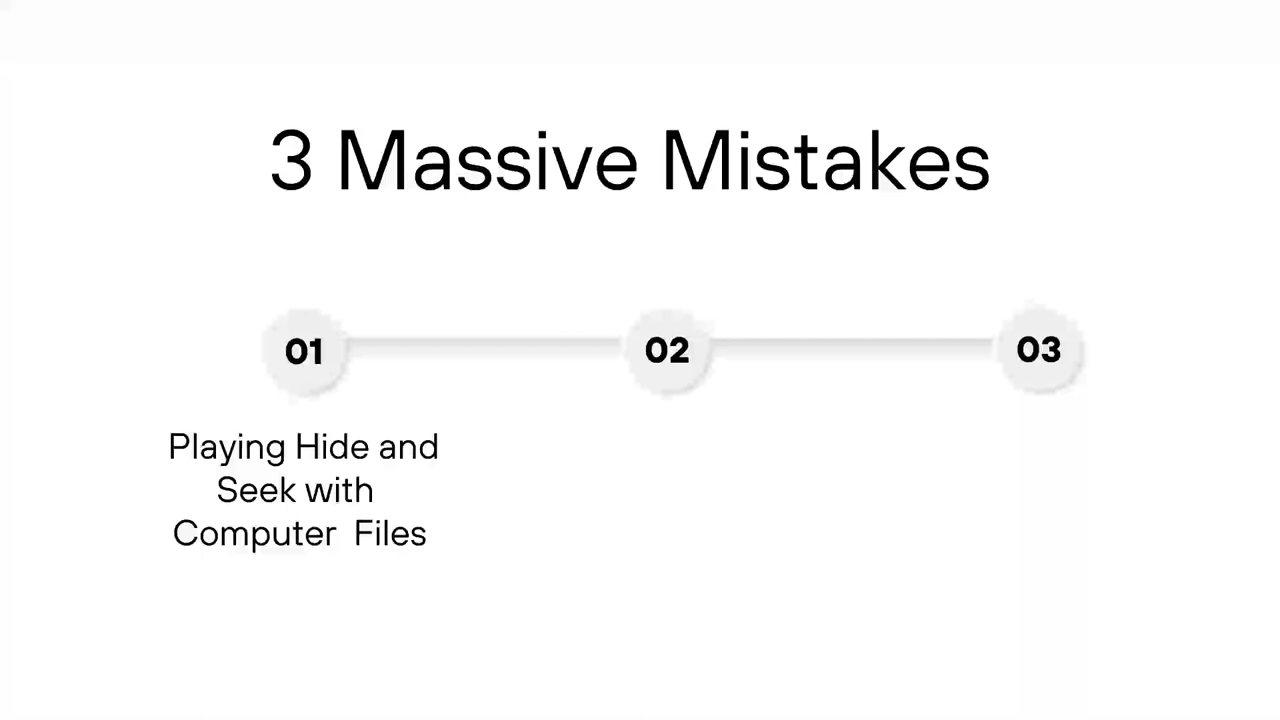 3 Massive Mistakes
01
02
03
Playing Hide and
Seek with
Computer  Files